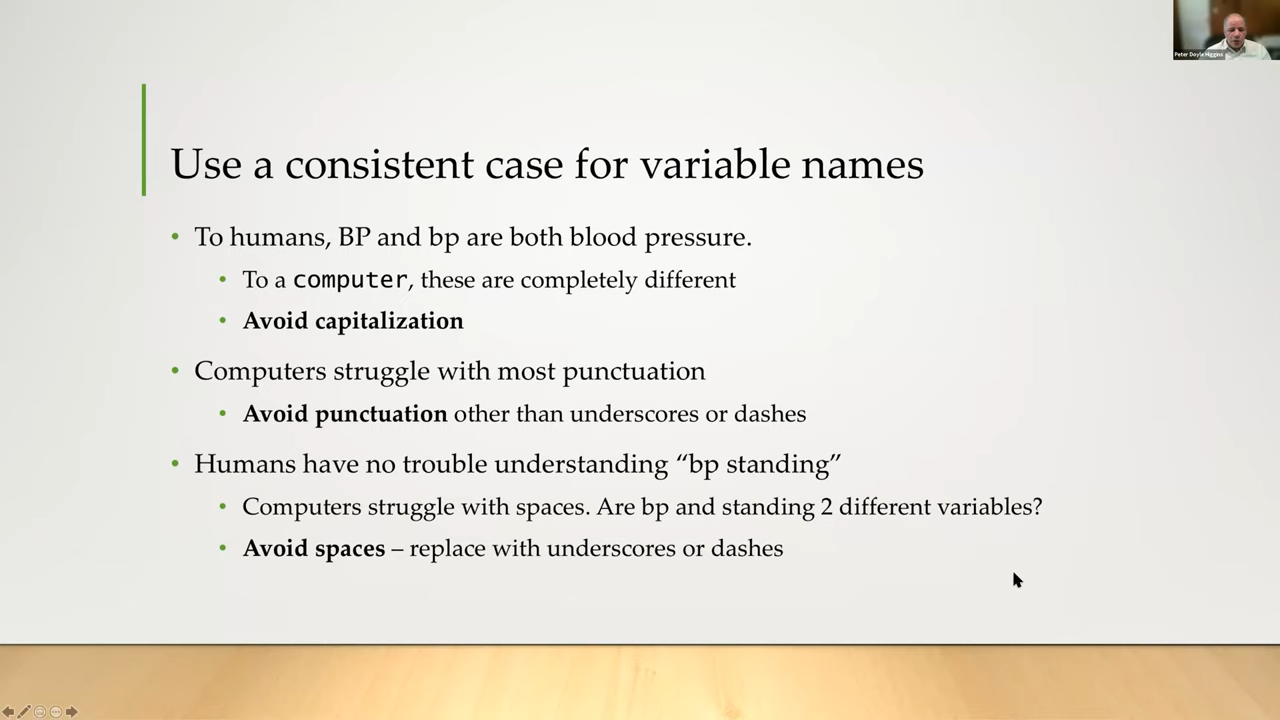 Peter Doyle Higgins
Use a consistent case for variable names
• To humans, BP and bp are both blood pressure.
• To a computer, these are completely different
• Avoid capitalization
• Computers struggle with most punctuation
• Avoid punctuation other than underscores or dashes
• Humans have no trouble understanding “bp standing”
• Computers struggle with spaces. Are bp and standing 2 different variables?
• Avoid spaces – replace with underscores or dashes